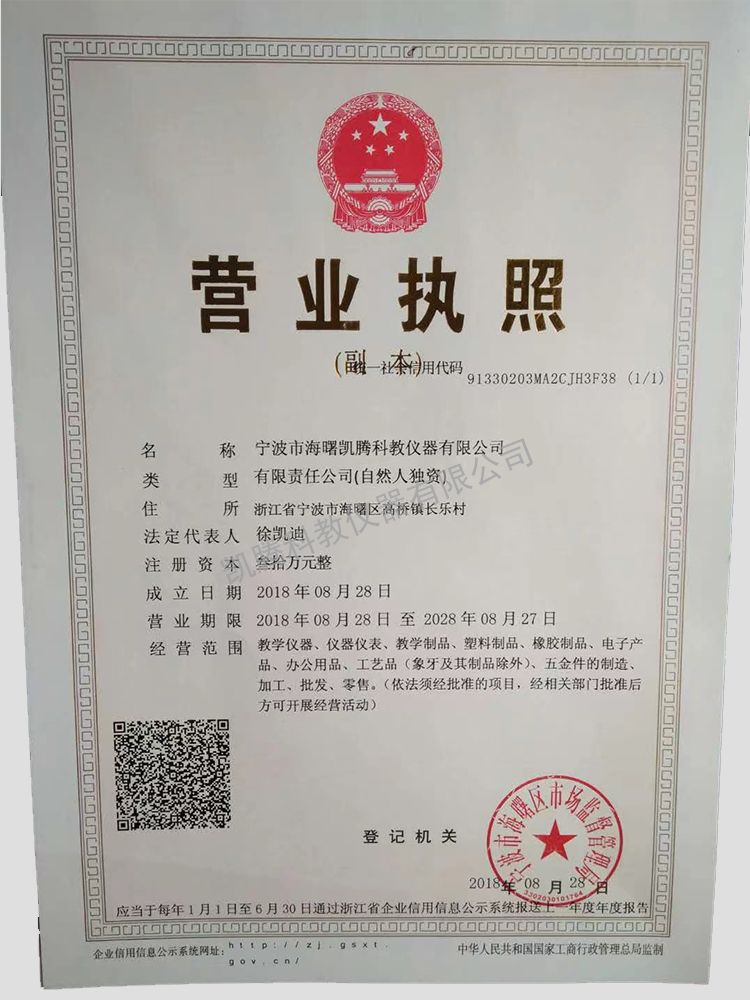 营业执照
(副本)
统一社会信用代码 91330203MA2CJH3F38 (1/1)
名称 宁波市海曙凯腾科教仪器有限公司
类型 有限责任公司(自然人独资)
住所 浙江省宁波市海曙区高桥镇长乐村
法定代表人 徐凯迪
注册资本 叁拾万元整
成立日期 2018年08月28日
营业期限 2018年08月28日 至 2028年08月27日
经营范围 教学仪器、仪器仪表、教学制品、塑料制品、橡胶制品、电子产
品、办公用品、工艺品（象牙及其制品除外）、五金件的制造、
加工、批发、零售。（依法须经批准的项目，经相关部门批准后
方可开展经营活动）
凯腾科教仪器有限公司
登记机关
宁波市海曙区市场监督管理局
3302030101764
2018年08月28日
应当于每年1月1日至6月30日通过浙江省企业信用信息公示系统报送上一年度年度报告
企业信用信息公示系统网址: http://zj.gsxt.
gov.cn/
中华人民共和国国家工商行政管理总局监制